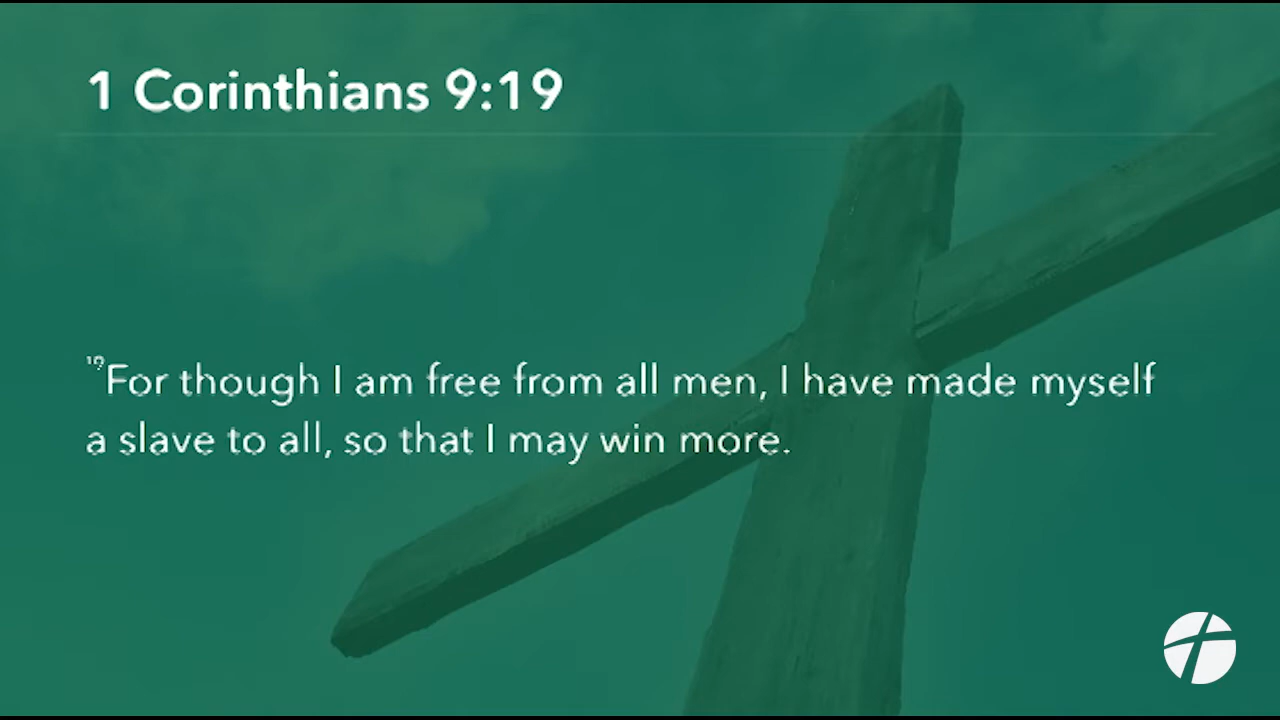 1 Corinthians 9:19
19For though I am free from all men, I have made myself
a slave to all, so that I may win more.